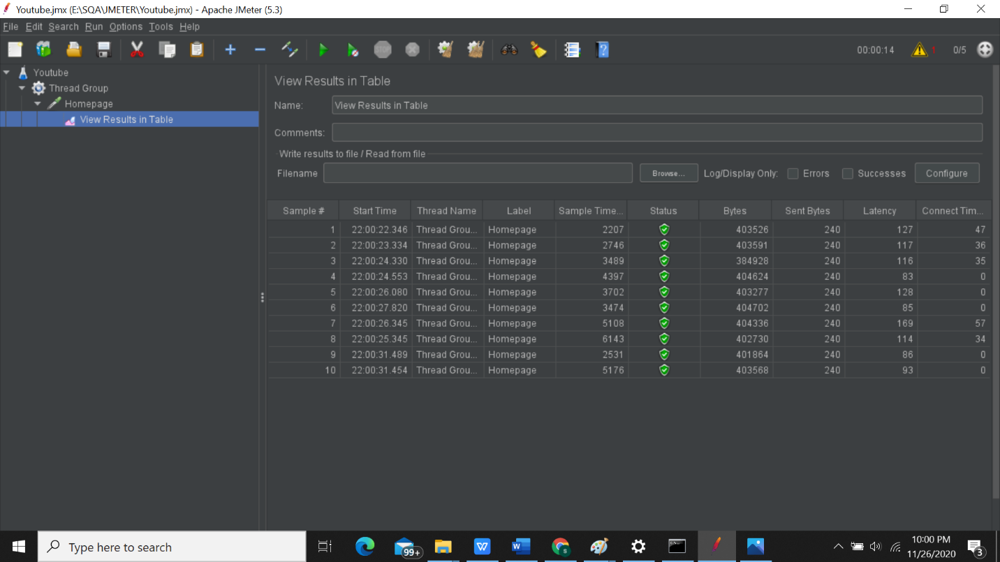 Youtube.jmx (E:\SQA\JMETER\Youtube.jmx) - Apache JMeter (5.3)
File Edit Search Run Options Tools Help
STOP 00:00:14 1 0/5
Youtube
Thread Group
Homepage
View Results in Table
View Results in Table
Name: View Results in Table
Comments:
Write results to file / Read from file
Filename Browse... Log/Display Only: Errors Successes Configure
Sample # Start Time Thread Name Label Sample Time... Status Bytes Sent Bytes Latency Connect Tim...
1 22:00:22.346 Thread Grou... Homepage 2207 403526 240 127 47
2 22:00:23.334 Thread Grou... Homepage 2746 403591 240 117 36
3 22:00:24.330 Thread Grou... Homepage 3489 384928 240 116 35
4 22:00:24.553 Thread Grou... Homepage 4397 404624 240 83 0
5 22:00:26.080 Thread Grou... Homepage 3702 403277 240 128 0
6 22:00:27.820 Thread Grou... Homepage 3474 404702 240 85 0
7 22:00:26.345 Thread Grou... Homepage 5108 404336 240 169 57
8 22:00:25.345 Thread Grou... Homepage 6143 402730 240 114 34
9 22:00:31.489 Thread Grou... Homepage 2531 401864 240 86 0
10 22:00:31.454 Thread Grou... Homepage 5176 403568 240 93 0
Type here to search 99+ 10:00 PM
11/26/2020 3